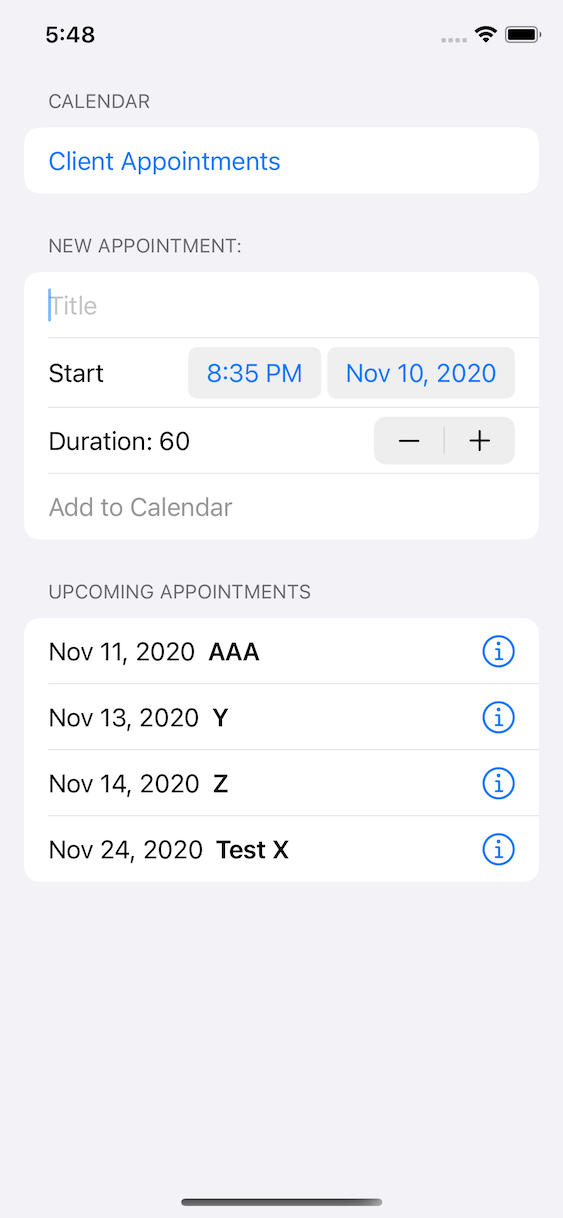 5:48
CALENDAR
Client Appointments
NEW APPOINTMENT:
Title
Start 8:35 PM Nov 10, 2020
Duration: 60 − +
Add to Calendar
UPCOMING APPOINTMENTS
Nov 11, 2020 AAA
Nov 13, 2020 Y
Nov 14, 2020 Z
Nov 24, 2020 Test X